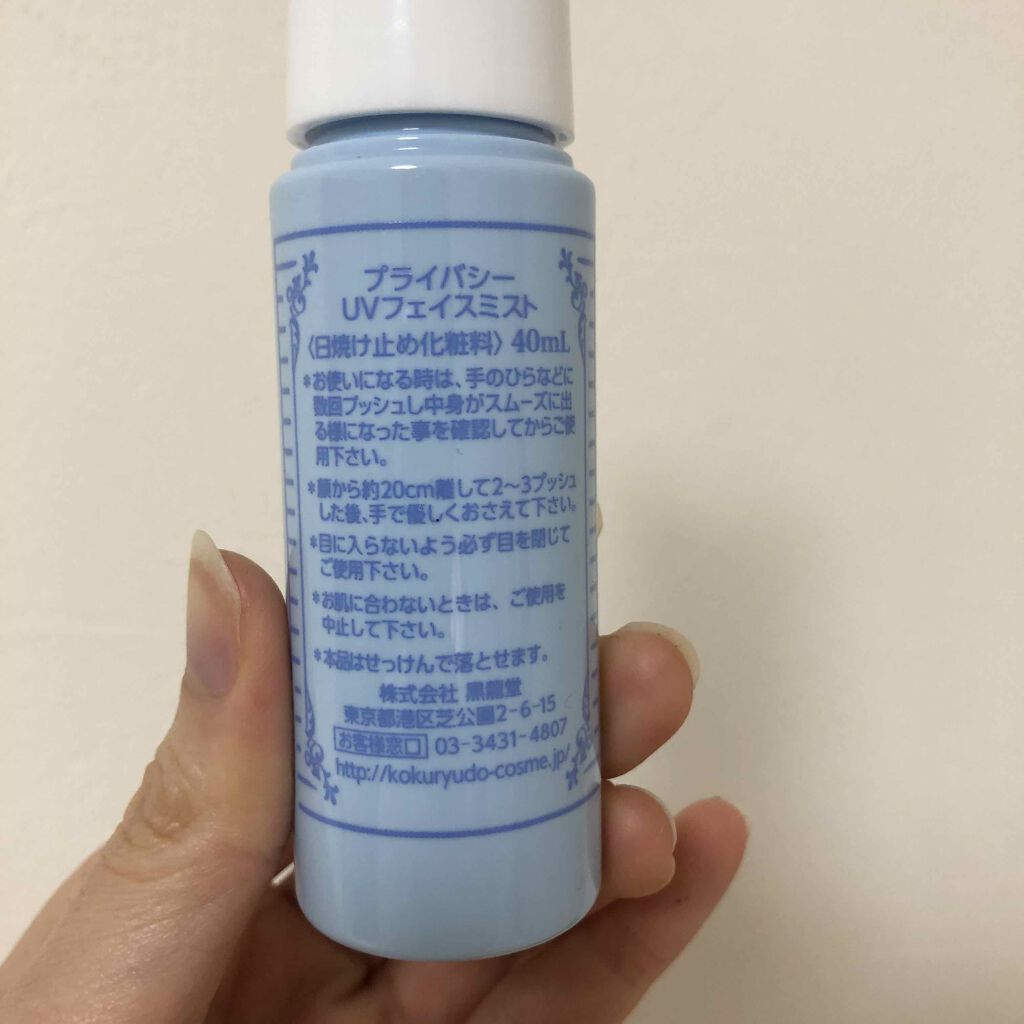 プライバシー
UVフェイスミスト
〈日焼け止め化粧料〉 40mL
*お使いになる時は、手のひらなどに
数回プッシュし中身がスムーズに出
る様になった事を確認してからご使
用下さい。
*顔から約20cm離して2〜3プッシュ
した後、手で優しくおさえて下さい。
*目に入らないよう必ず目を閉じて
ご使用下さい。
*お肌に合わないときは、ご使用を
中止して下さい。
*本品はせっけんで落とせます。
株式会社 黒龍堂
東京都港区芝公園2-6-15
お客様窓口 03-3431-4807
http://kokuryudo-cosme.jp/